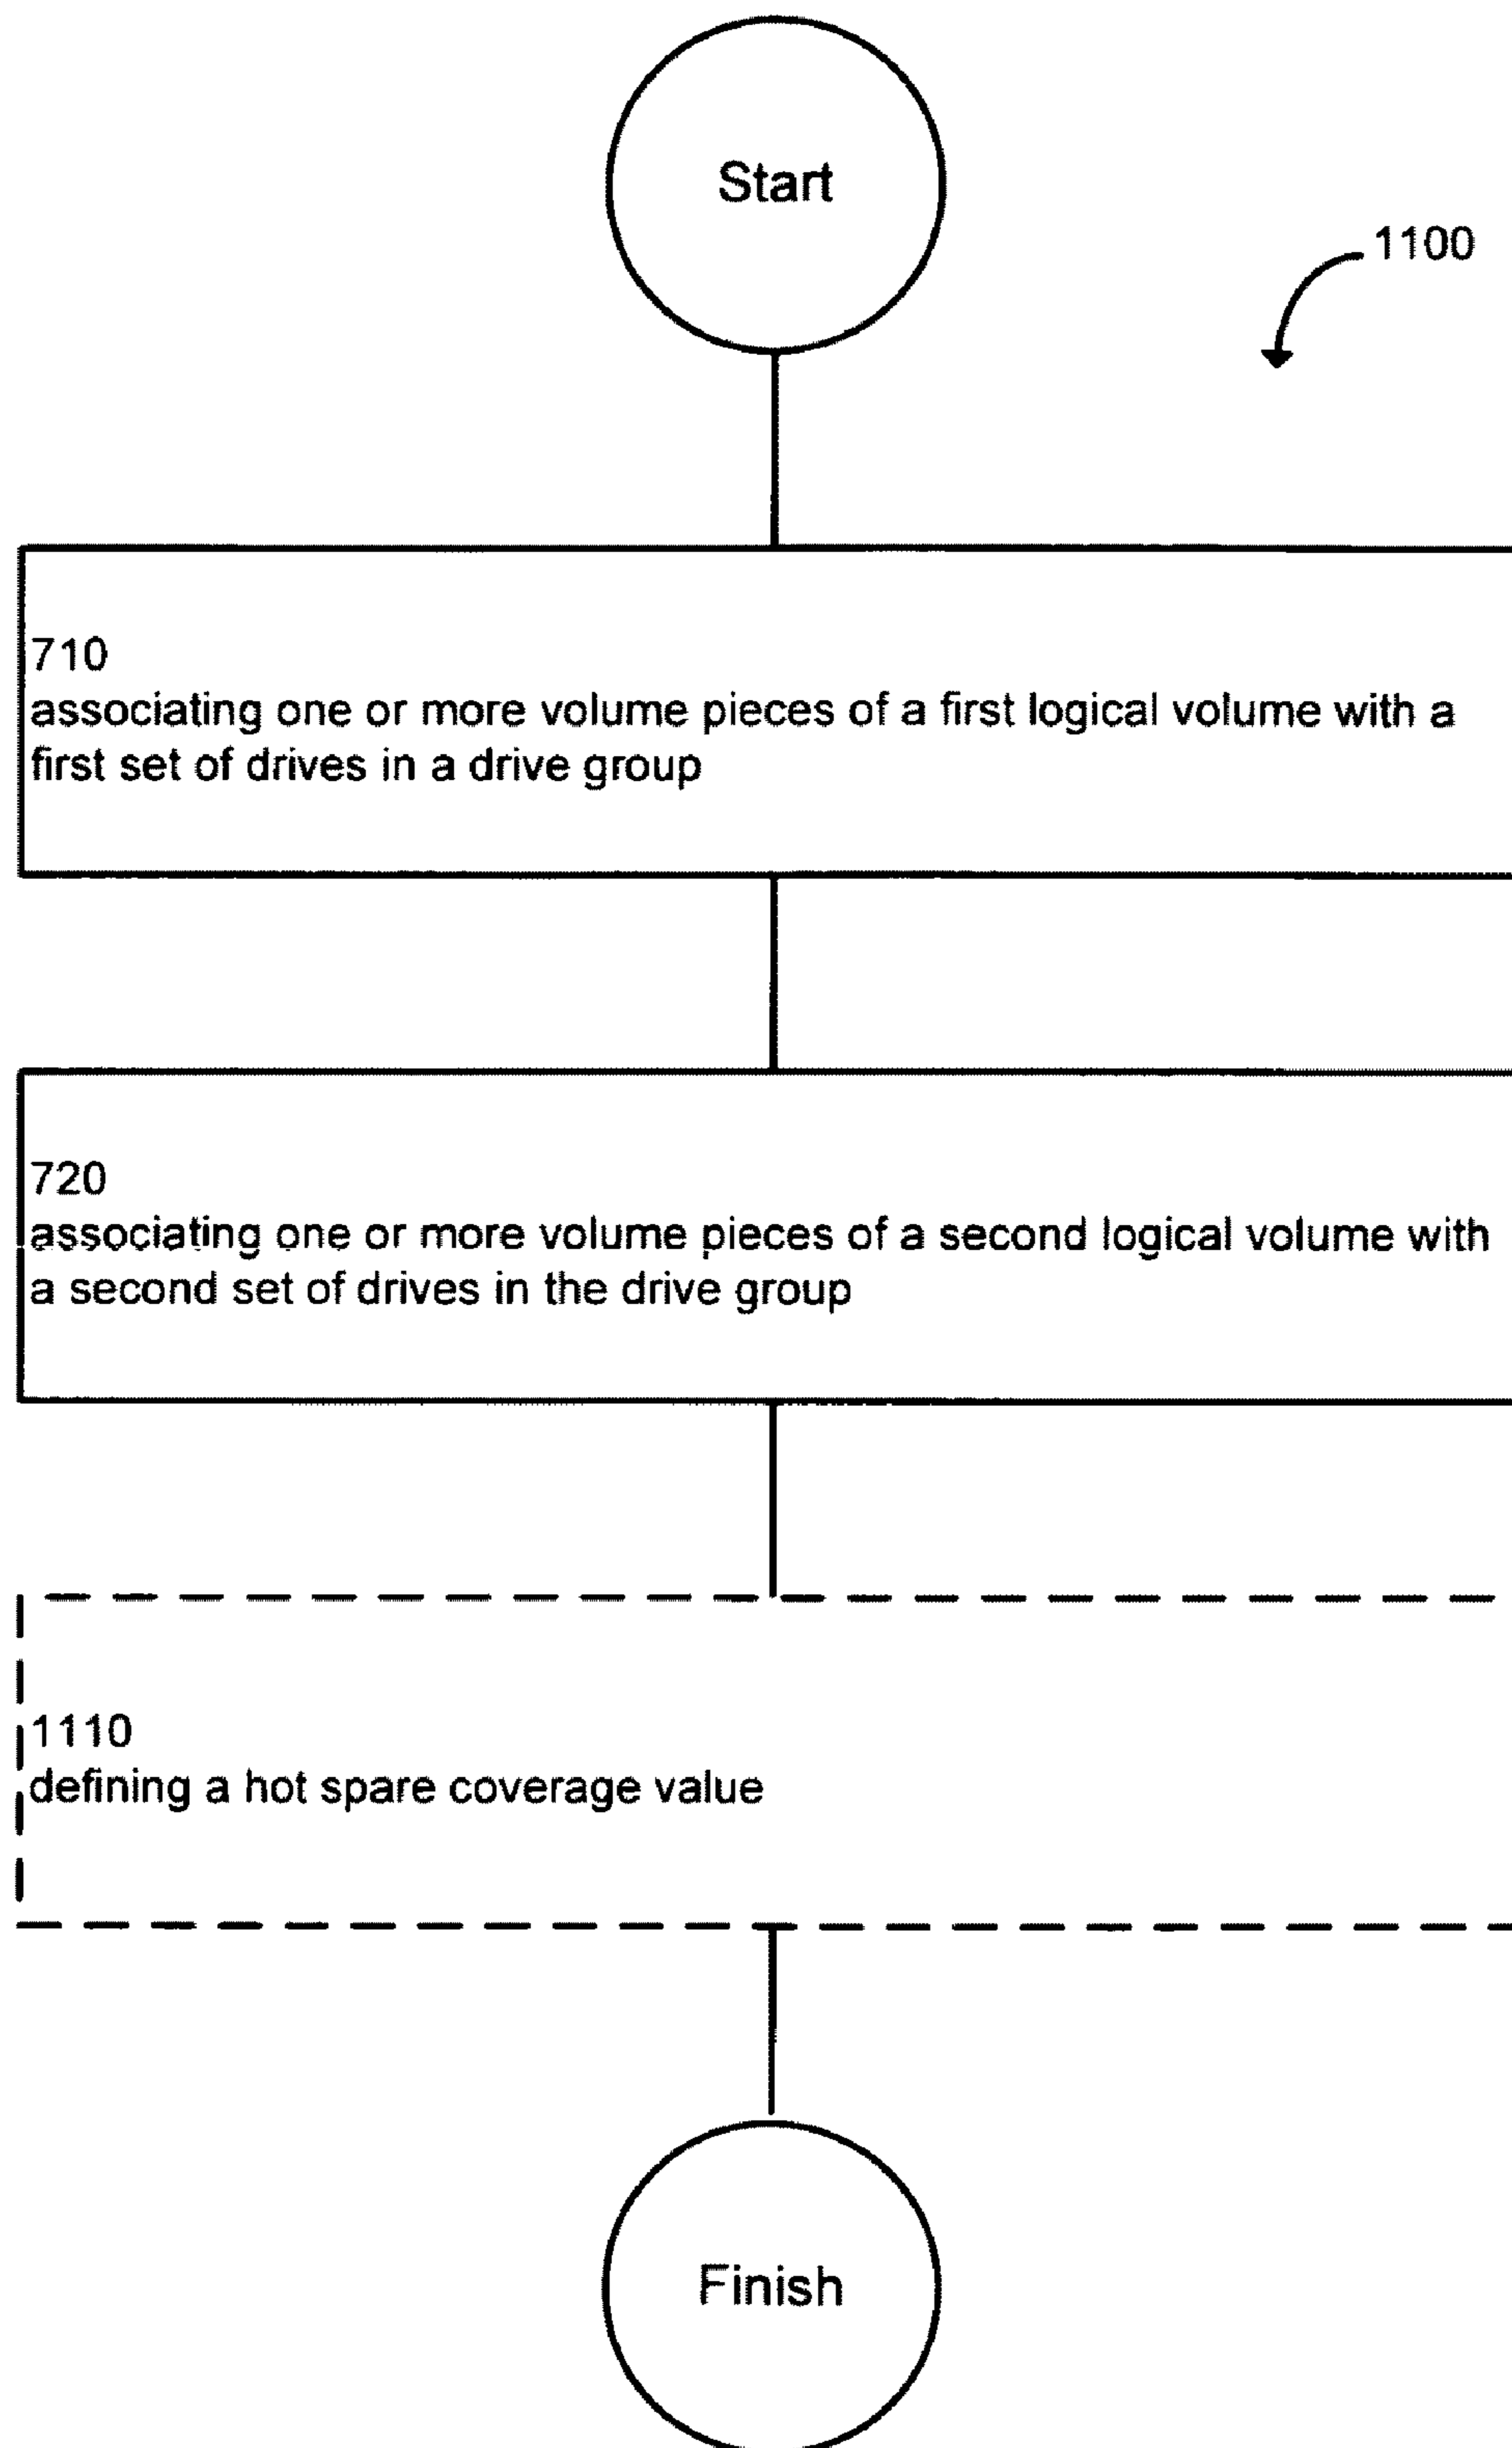 Start
1100
710
associating one or more volume pieces of a first logical volume with a
first set of drives in a drive group
720
associating one or more volume pieces of a second logical volume with
a second set of drives in the drive group
1110
defining a hot spare coverage value
Finish